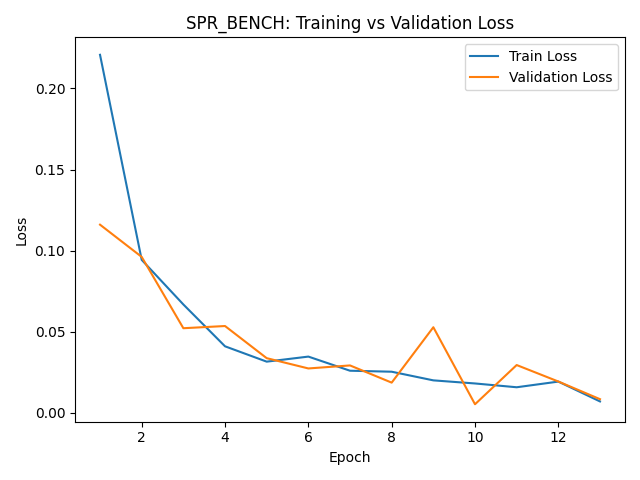 SPR_BENCH: Training vs Validation Loss
Train Loss
Validation Loss
Loss
0.20
0.15
0.10
0.05
0.00
2 4 6 8 10 12
Epoch